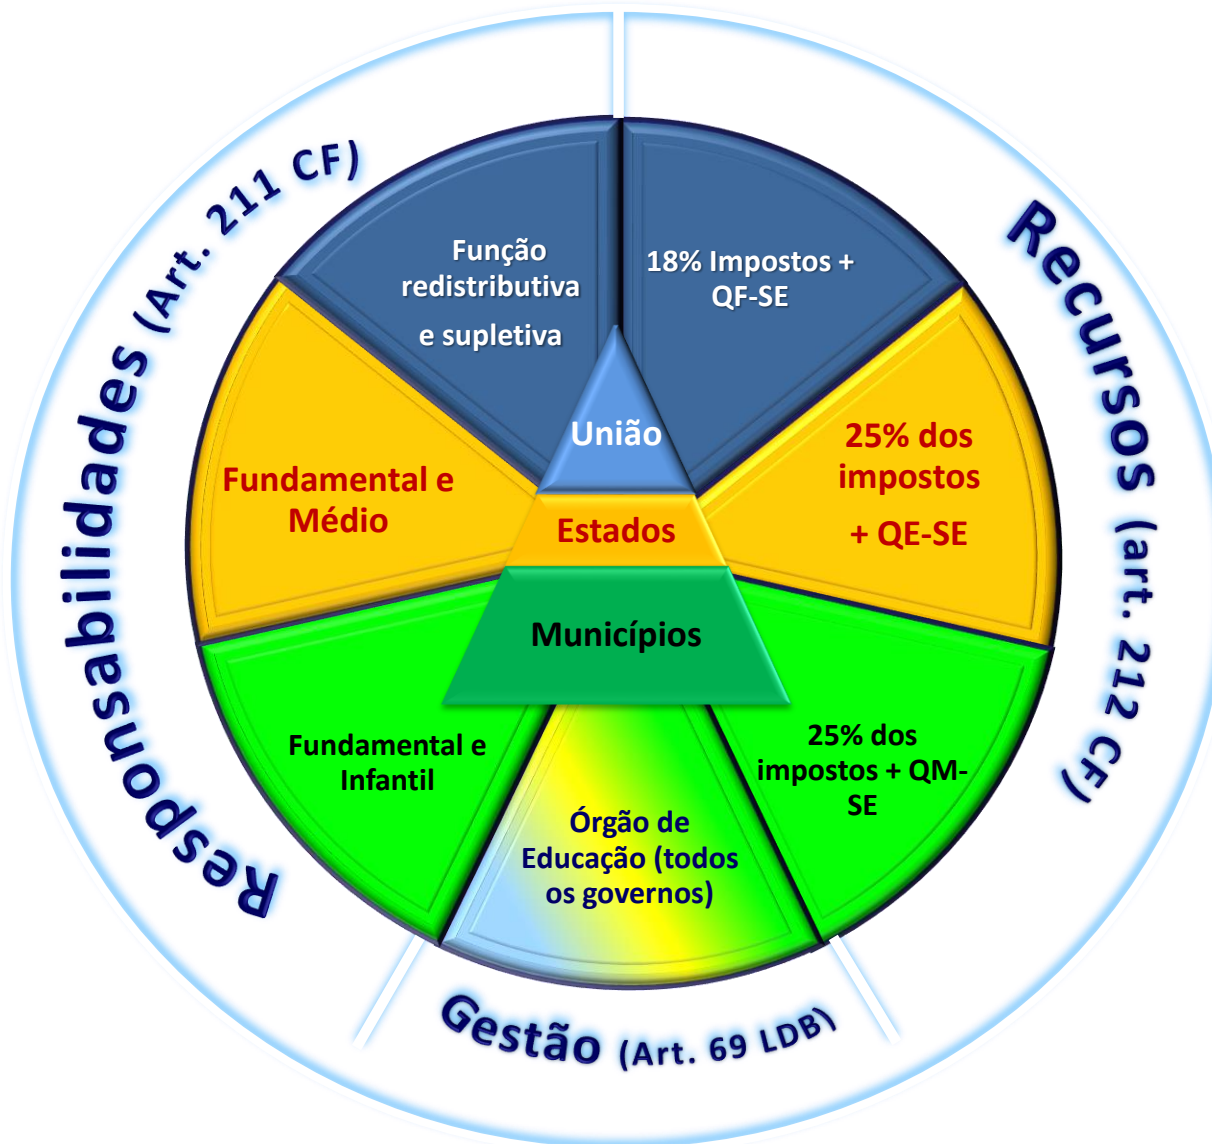 Responsabilidades (Art. 211 CF)
Recursos (art. 212 CF)
Gestão (Art. 69 LDB)
Função
redistributiva
e supletiva
18% Impostos +
QF-SE
União
Fundamental e
Médio
25% dos
impostos
+ QE-SE
Estados
Municípios
Fundamental e
Infantil
25% dos
impostos + QM-
SE
Órgão de
Educação (todos
os governos)